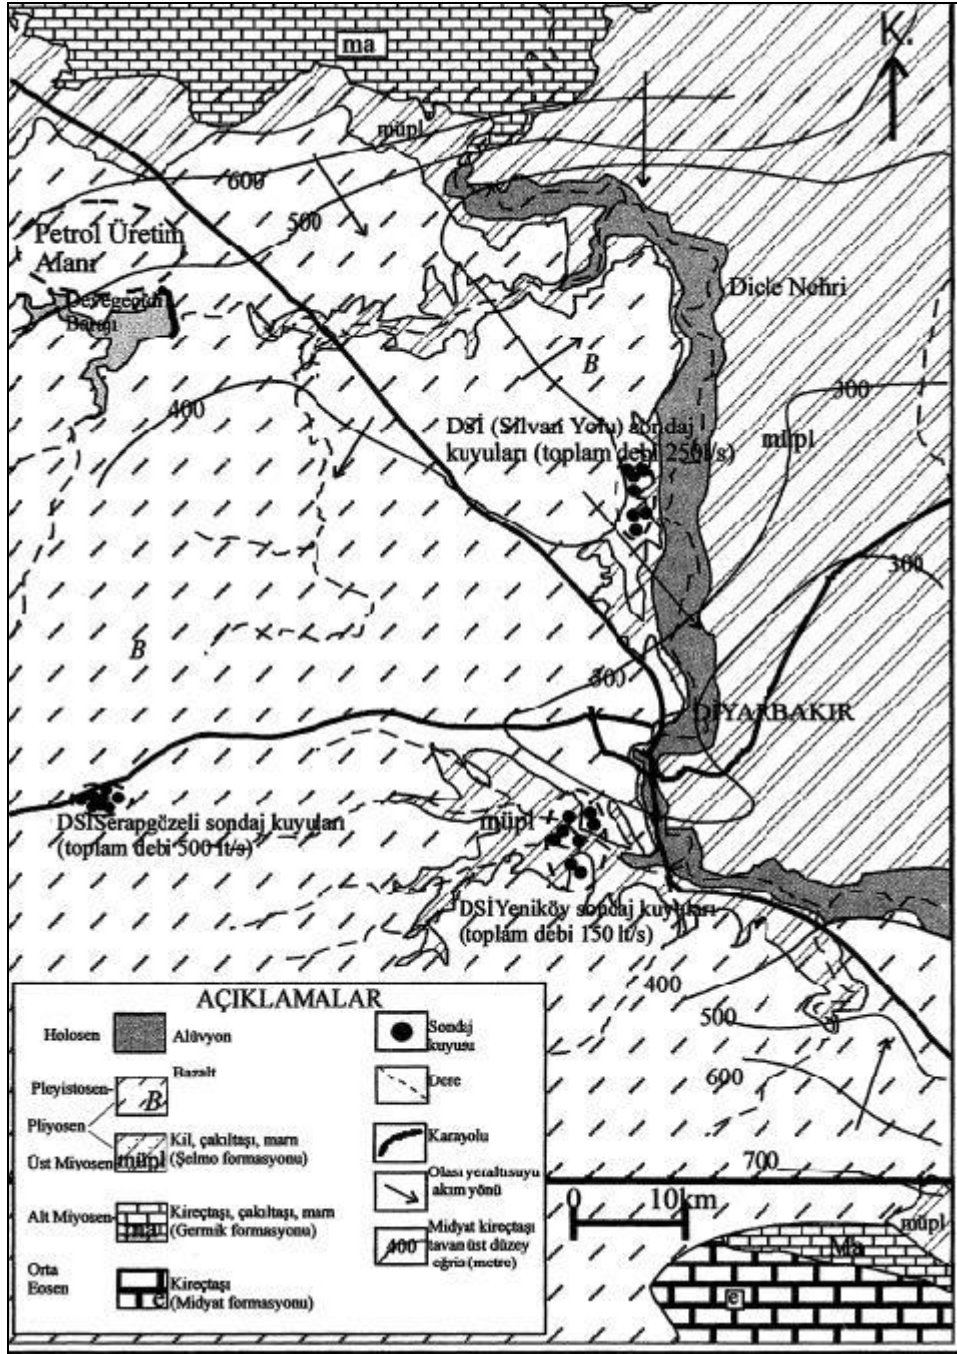 ma
K.
müpl
600
500
Petrol Üretim
Alanı
Devegeçidi
Barajı
Dicle Nehri
B
400
300
DSİ (Silvan Yolu) sondaj
kuyuları (toplam debi 250lt/s)
müpl
300
B
300
DİYARBAKIR
DSİSerapgözeli sondaj kuyuları
(toplam debi 500 lt/s)
müpl
DSİYeniköy sondaj kuyuları
(toplam debi 150 lt/s)
400
500
600
700
0 10km
müpl
Ma
e
AÇIKLAMALAR
Holosen Alüvyon
Bazalt
Pleyistosen B
Pliyosen
Kil, çakıltaşı, marn
Üst Miyosen müpl (Şelmo formasyonu)
Kireçtaşı, çakıltaşı, marn
Alt Miyosen ma (Germik formasyonu)
Orta
Eosen
Kireçtaşı
e (Midyat formasyonu)
Sondaj
kuyusu
Dere
Karayolu
Olası yeraltısuyu
akım yönü
Midyat kireçtaşı
400 tavan üst düzey
eğrisi (metre)